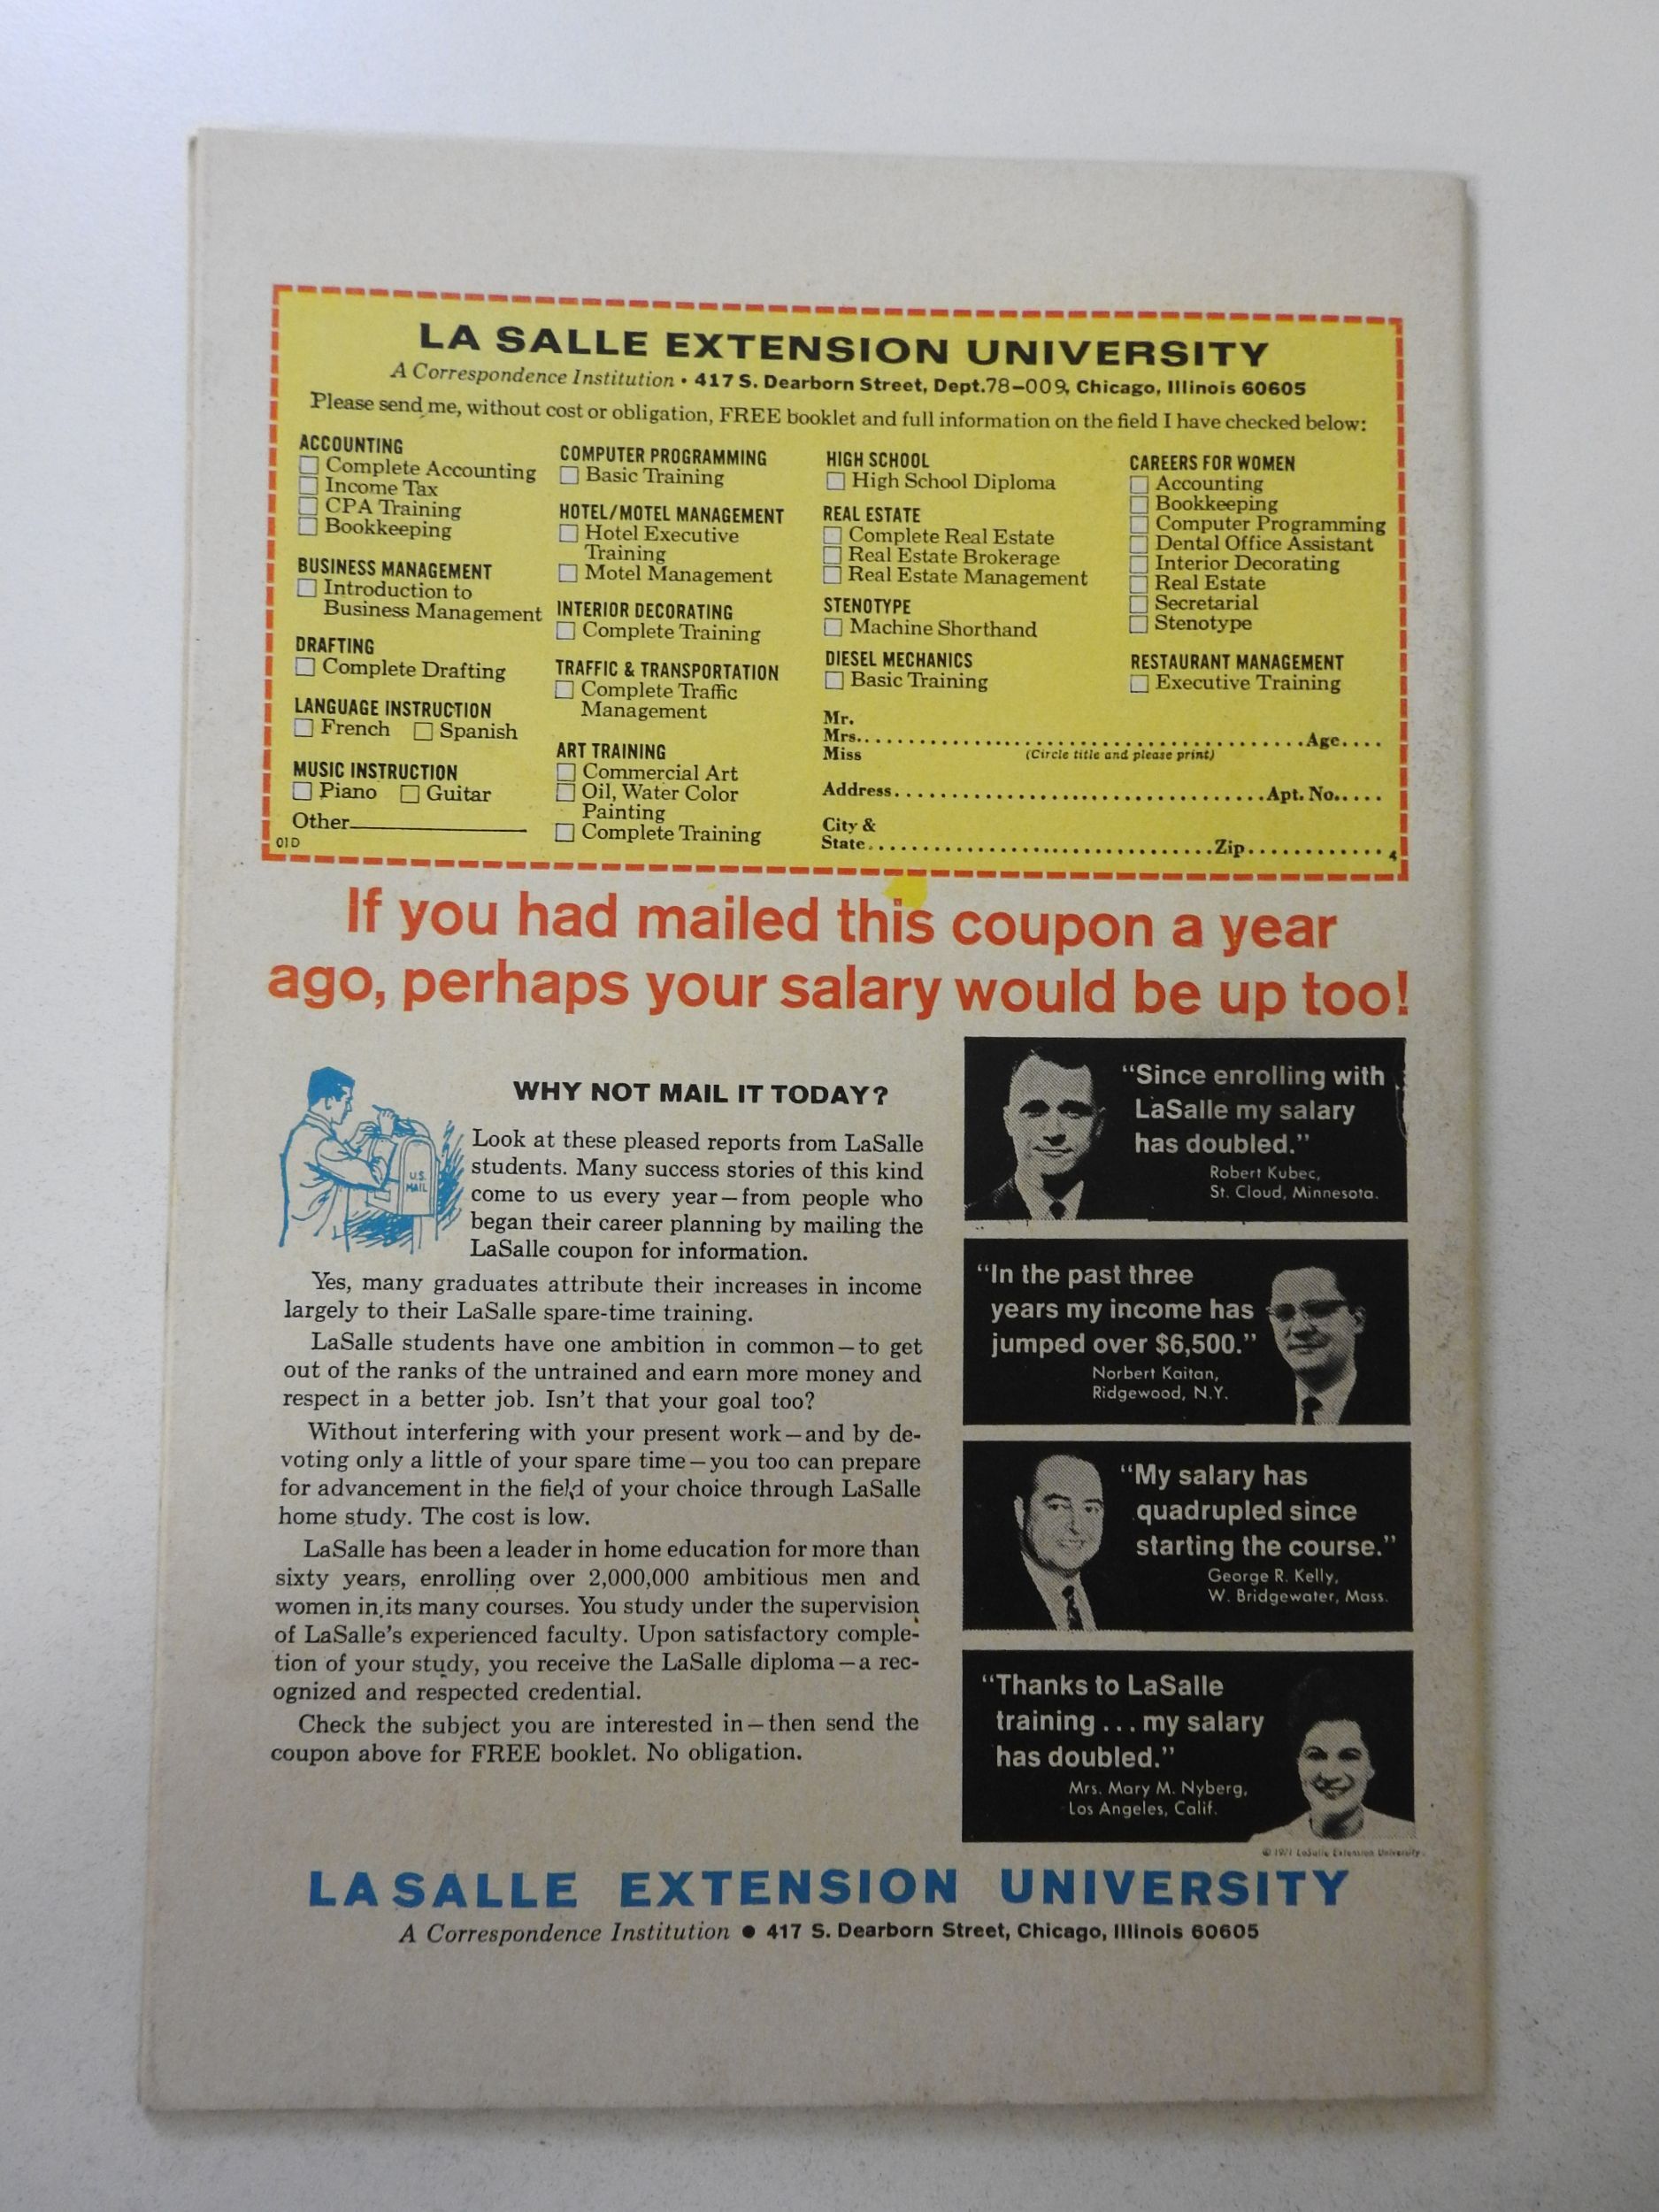 LA SALLE EXTENSION UNIVERSITY
A Correspondence Institution • 417 S. Dearborn Street, Dept.78-009, Chicago, Illinois 60605
Please send me, without cost or obligation, FREE booklet and full information on the field I have checked below:
ACCOUNTING
Complete Accounting
Income Tax
CPA Training
Bookkeeping
BUSINESS MANAGEMENT
Introduction to
Business Management
DRAFTING
Complete Drafting
LANGUAGE INSTRUCTION
French Spanish
MUSIC INSTRUCTION
Piano Guitar
Other
01D
COMPUTER PROGRAMMING
Basic Training
HOTEL/MOTEL MANAGEMENT
Hotel Executive
Training
Motel Management
INTERIOR DECORATING
Complete Training
TRAFFIC & TRANSPORTATION
Complete Traffic
Management
ART TRAINING
Commercial Art
Oil, Water Color
Painting
Complete Training
HIGH SCHOOL
High School Diploma
REAL ESTATE
Complete Real Estate
Real Estate Brokerage
Real Estate Management
STENOTYPE
Machine Shorthand
DIESEL MECHANICS
Basic Training
CAREERS FOR WOMEN
Accounting
Bookkeeping
Computer Programming
Dental Office Assistant
Interior Decorating
Real Estate
Secretarial
Stenotype
RESTAURANT MANAGEMENT
Executive Training
Mr.
Mrs. Age
Miss (Circle title and please print)
Address Apt. No.
City &
State Zip
4
If you had mailed this coupon a year
ago, perhaps your salary would be up too!
U.S.
MAIL
WHY NOT MAIL IT TODAY?
Look at these pleased reports from LaSalle
students. Many success stories of this kind
come to us every year—from people who
began their career planning by mailing the
LaSalle coupon for information.
Yes, many graduates attribute their increases in income
largely to their LaSalle spare-time training.
LaSalle students have one ambition in common—to get
out of the ranks of the untrained and earn more money and
respect in a better job. Isn't that your goal too?
Without interfering with your present work—and by de-
voting only a little of your spare time—you too can prepare
for advancement in the field of your choice through LaSalle
home study. The cost is low.
LaSalle has been a leader in home education for more than
sixty years, enrolling over 2,000,000 ambitious men and
women in its many courses. You study under the supervision
of LaSalle's experienced faculty. Upon satisfactory comple-
tion of your study, you receive the LaSalle diploma—a rec-
ognized and respected credential.
Check the subject you are interested in—then send the
coupon above for FREE booklet. No obligation.
"Since enrolling with
LaSalle my salary
has doubled."
Robert Kubec,
St. Cloud, Minnesota.
"In the past three
years my income has
jumped over $6,500."
Norbert Kaitan,
Ridgewood, N.Y.
"My salary has
quadrupled since
starting the course."
George R. Kelly,
W. Bridgewater, Mass.
"Thanks to LaSalle
training . . . my salary
has doubled."
Mrs. Mary M. Nyberg,
Los Angeles, Calif.
© 1971 LaSalle Extension University
LASALLE EXTENSION UNIVERSITY
A Correspondence Institution • 417 S. Dearborn Street, Chicago, Illinois 60605